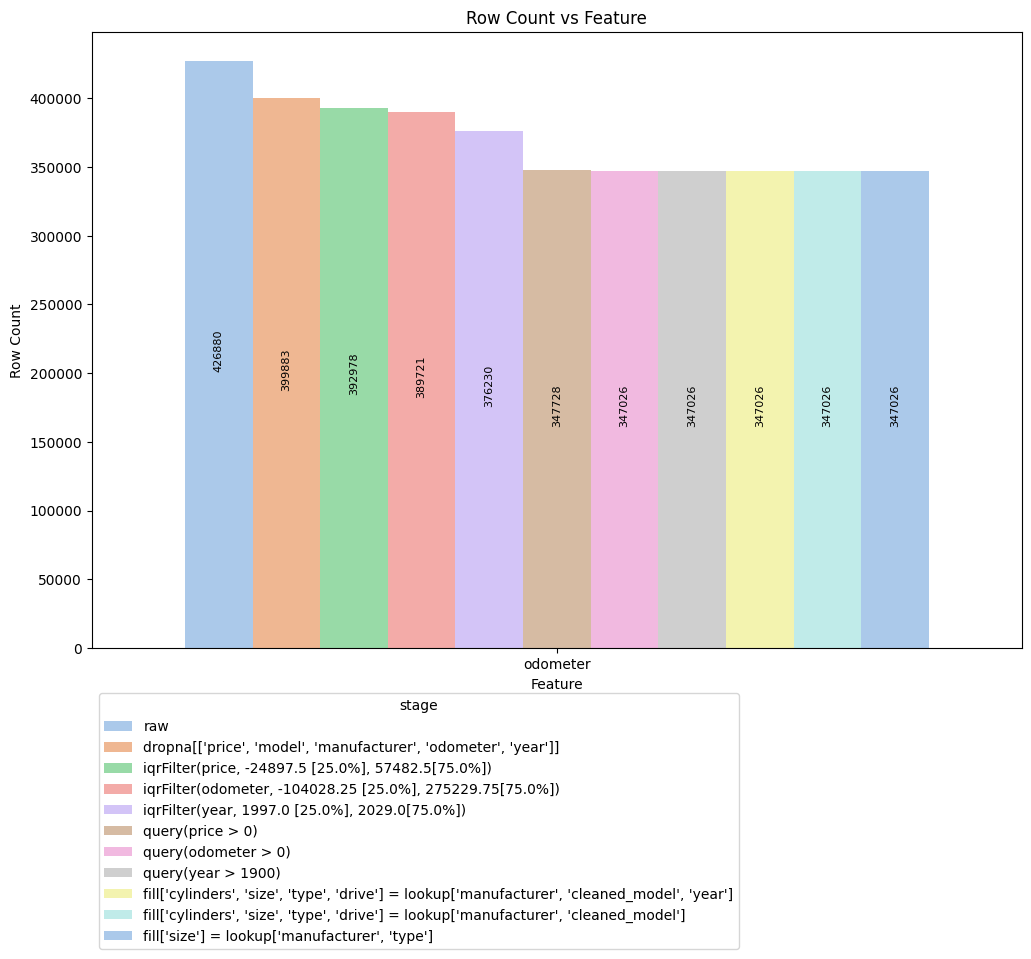 Row Count vs Feature
Row Count
400000
350000
300000
250000
200000
150000
100000
50000
0
426880
399883
392978
389721
376230
347728
347026
347026
347026
347026
347026
odometer
Feature
stage
raw
dropna[['price', 'model', 'manufacturer', 'odometer', 'year']]
iqrFilter(price, -24897.5 [25.0%], 57482.5[75.0%])
iqrFilter(odometer, -104028.25 [25.0%], 275229.75[75.0%])
iqrFilter(year, 1997.0 [25.0%], 2029.0[75.0%])
query(price > 0)
query(odometer > 0)
query(year > 1900)
fill['cylinders', 'size', 'type', 'drive'] = lookup['manufacturer', 'cleaned_model', 'year']
fill['cylinders', 'size', 'type', 'drive'] = lookup['manufacturer', 'cleaned_model']
fill['size'] = lookup['manufacturer', 'type']